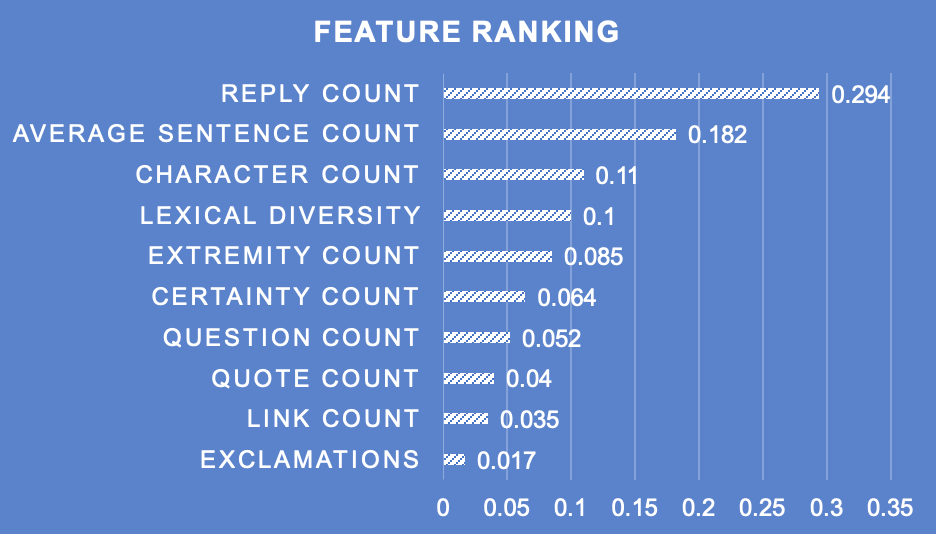 FEATURE RANKING
REPLY COUNT 0.294
AVERAGE SENTENCE COUNT 0.182
CHARACTER COUNT 0.11
LEXICAL DIVERSITY 0.1
EXTREMITY COUNT 0.085
CERTAINTY COUNT 0.064
QUESTION COUNT 0.052
QUOTE COUNT 0.04
LINK COUNT 0.035
EXCLAMATIONS 0.017
0 0.05 0.1 0.15 0.2 0.25 0.3 0.35